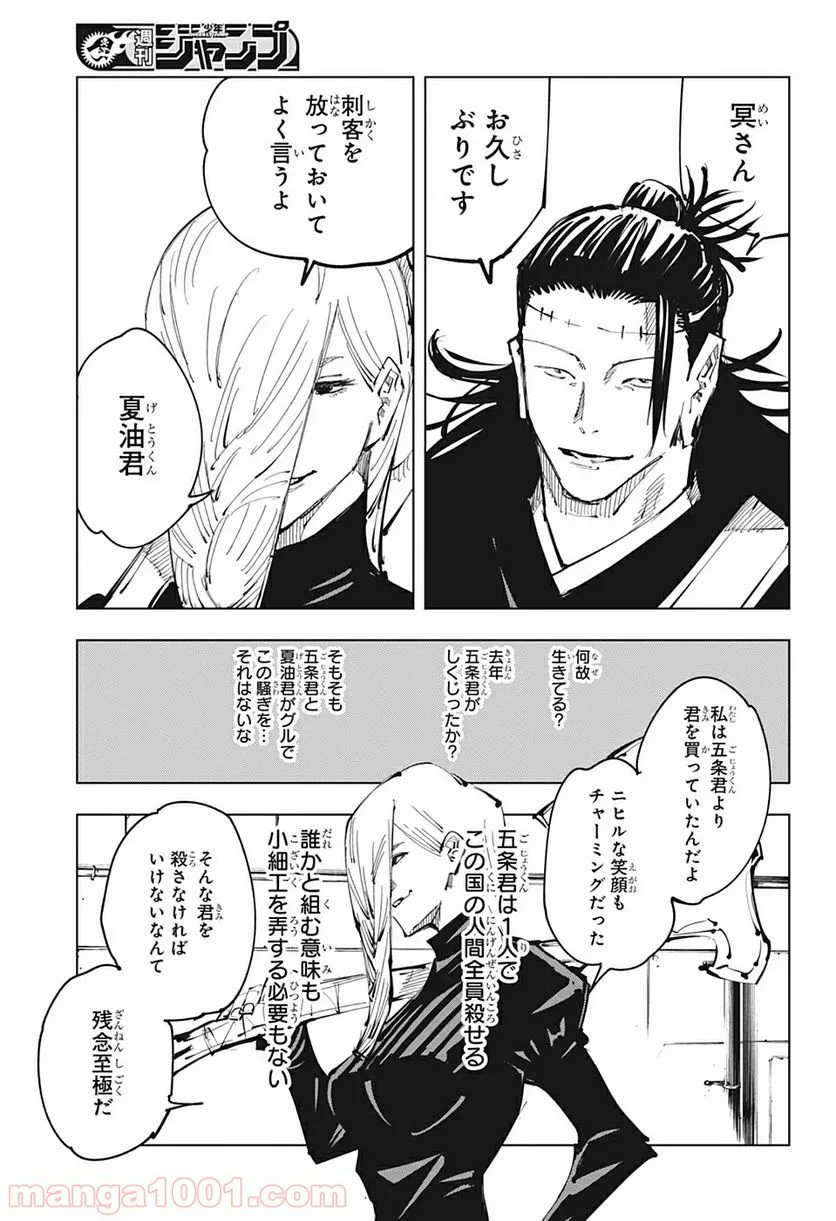 週刊
少年
ジャンプ
冥さん
お久し
ぶりです
刺客を
放っておいて
よく言うよ
夏油君
何故
生きてる？
去年
五条君が
しくじったか？
そもそも
五条君と
夏油君がグルで
この騒ぎを…
それはないな
私は五条君より
君を買っていたんだよ
ニヒルな笑顔も
チャーミングだった
五条君は１人で
この国の人間全員殺せる
誰かと組む意味も
小細工を弄する必要もない
そんな君を
殺さなければ
いけないなんて
残念至極だ
manga1001.com